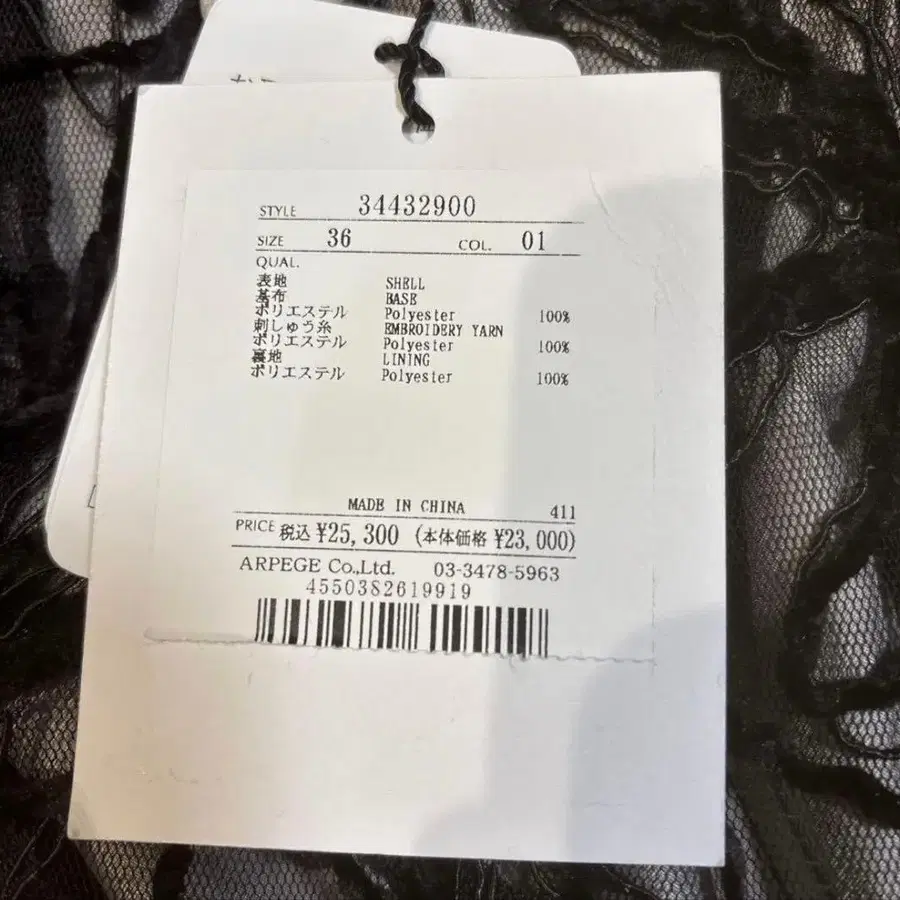 STYLE 34432900
SIZE 36 COL. 01
QUAL.
表地 SHELL
基布 BASE
ポリエステル Polyester 100%
刺しゅう糸 EMBROIDERY YARN
ポリエステル Polyester 100%
裏地 LINING
ポリエステル Polyester 100%
MADE IN CHINA 411
PRICE 税込 ¥25,300 (本体価格 ¥23,000)
ARPEGE Co.,Ltd. 03-3478-5963
4550382619919